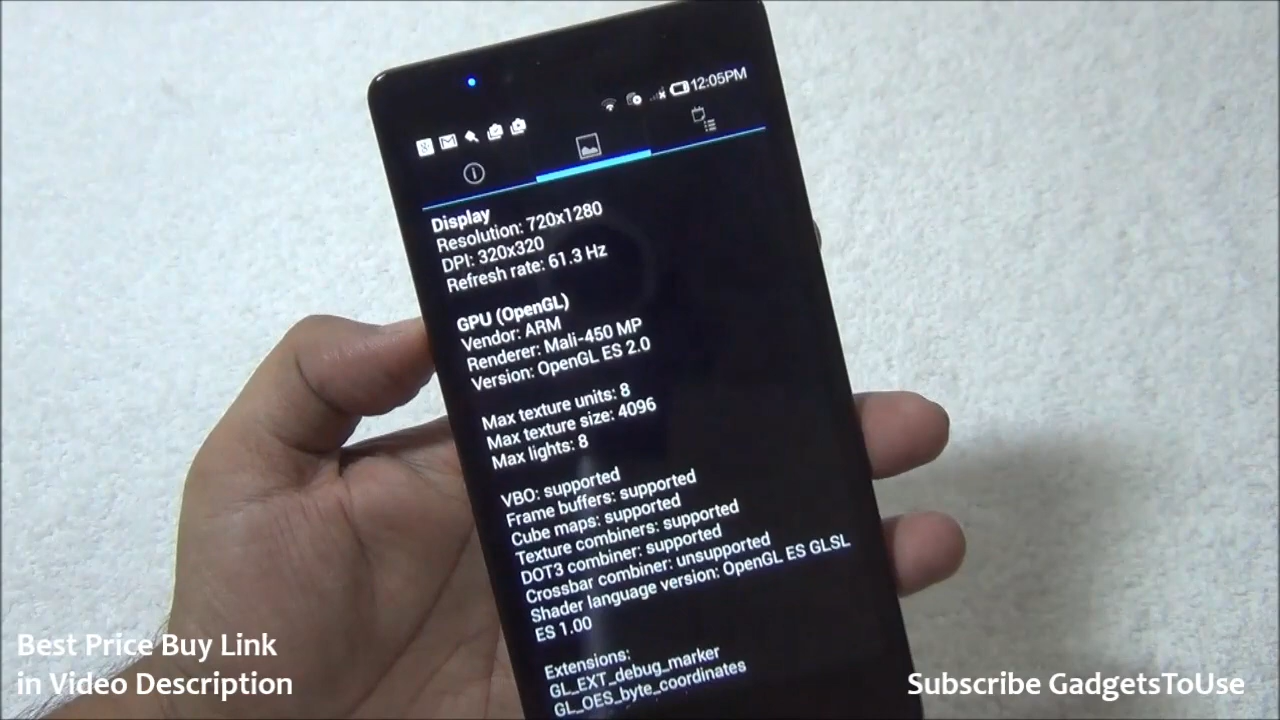 12:05PM
Display
Resolution: 720x1280
DPI: 320x320
Refresh rate: 61.3 Hz
GPU (OpenGL)
Vendor: ARM
Renderer: Mali-450 MP
Version: OpenGL ES 2.0
Max texture units: 8
Max texture size: 4096
Max lights: 8
VBO: supported
Frame buffers: supported
Cube maps: supported
Texture combiners: supported
DOT3 combiner: supported
Crossbar combiner: unsupported
Shader language version: OpenGL ES GLSL
ES 1.00
Extensions:
GL_EXT_debug_marker
GL_OES_byte_coordinates
Best Price Buy Link
in Video Description
Subscribe GadgetsToUse